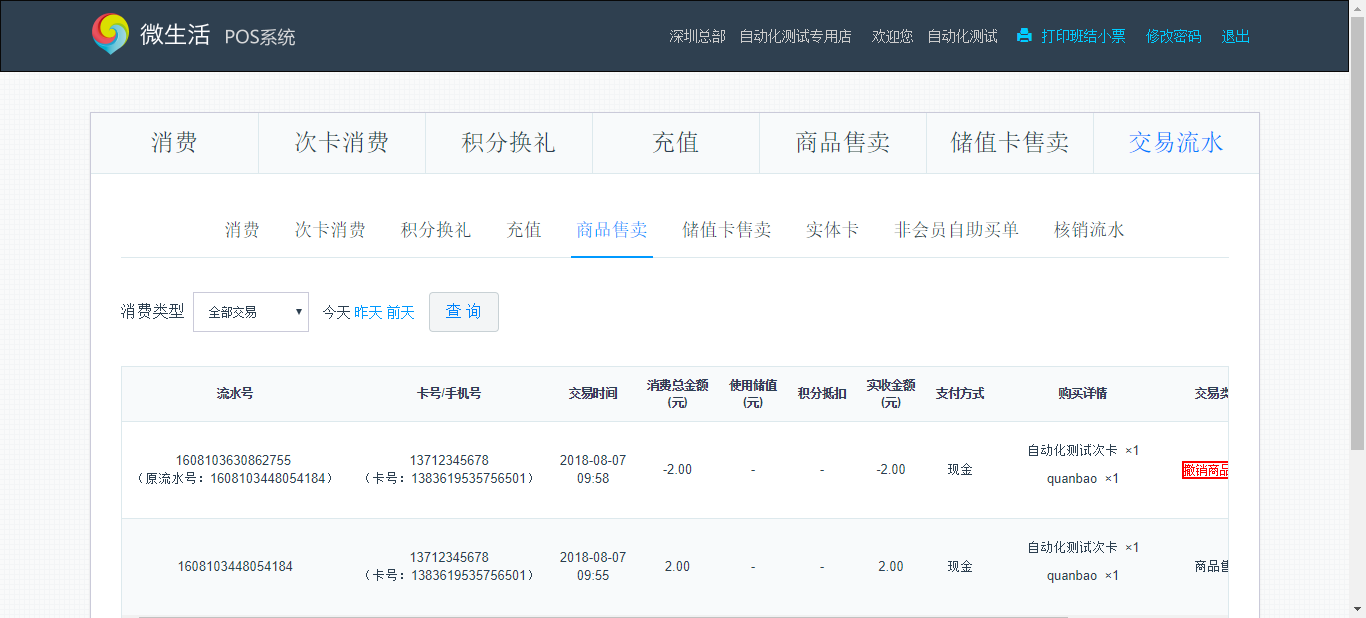 微生活 POS系统
深圳总部 自动化测试专用店 欢迎您 自动化测试 打印班结小票 修改密码 退出
消费 次卡消费 积分换礼 充值 商品售卖 储值卡售卖 交易流水
消费 次卡消费 积分换礼 充值 商品售卖 储值卡售卖 实体卡 非会员自助买单 核销流水
消费类型 全部交易 今天 昨天 前天 查 询
流水号 卡号/手机号 交易时间 消费总金额(元) 使用储值(元) 积分抵扣 实收金额(元) 支付方式 购买详情 交易类
1608103630862755
(原流水号:1608103448054184)
13712345678
(卡号:1383619535756501)
2018-08-07
09:58
-2.00 - - -2.00 现金
自动化测试次卡 ×1
quanbao ×1
撤销商品
1608103448054184
13712345678
(卡号:1383619535756501)
2018-08-07
09:55
2.00 - - 2.00 现金
自动化测试次卡 ×1
quanbao ×1
商品售